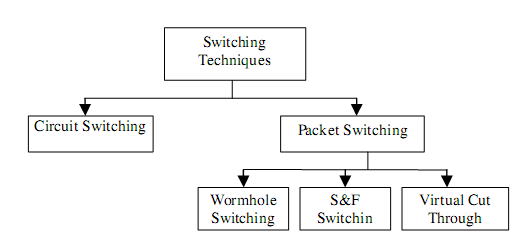 Switching
Techniques
Circuit Switching
Packet Switching
Wormhole
Switching
S&F
Switchin
Virtual Cut
Through